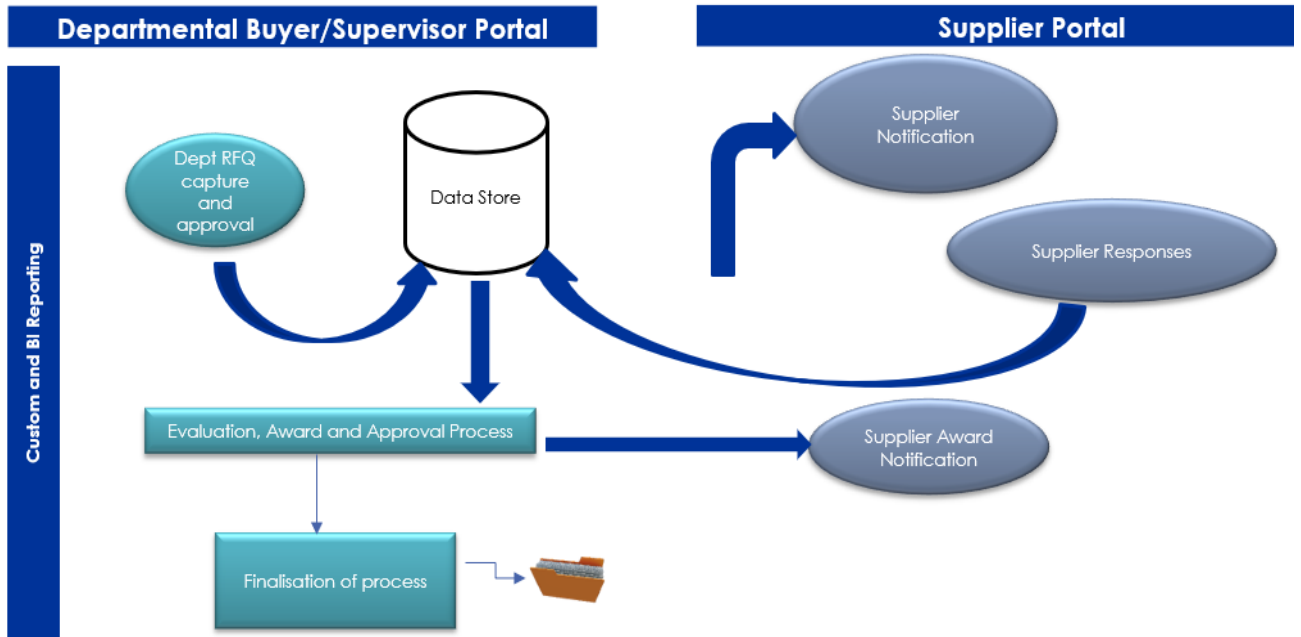 Departmental Buyer/Supervisor Portal
Supplier Portal
Custom and BI Reporting
Dept RFQ
capture
and
approval
Data Store
Supplier
Notification
Supplier Responses
Evaluation, Award and Approval Process
Supplier Award
Notification
Finalisation of process